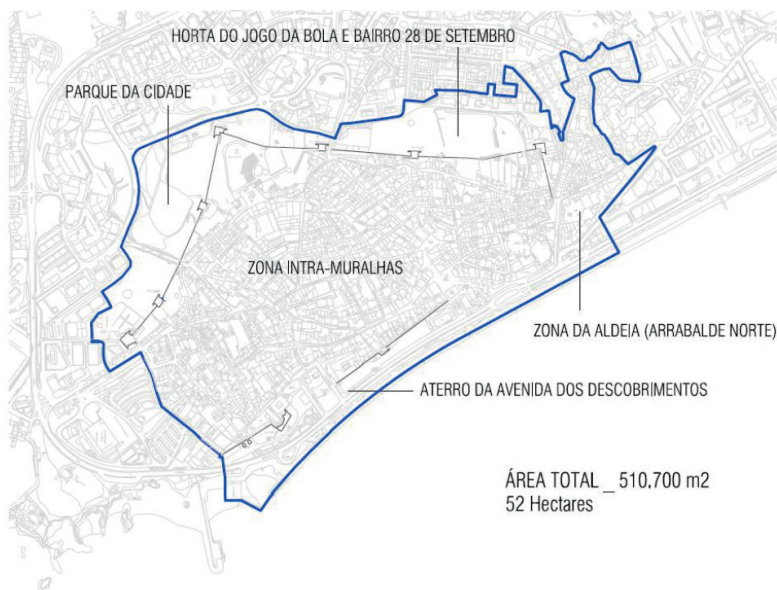 HORTA DO JOGO DA BOLA E BAIRRO 28 DE SETEMBRO
PARQUE DA CIDADE
ZONA INTRA-MURALHAS
ZONA DA ALDEIA (ARRABALDE NORTE)
ATERRO DA AVENIDA DOS DESCOBRIMENTOS
ÁREA TOTAL _ 510,700 m2
52 Hectares